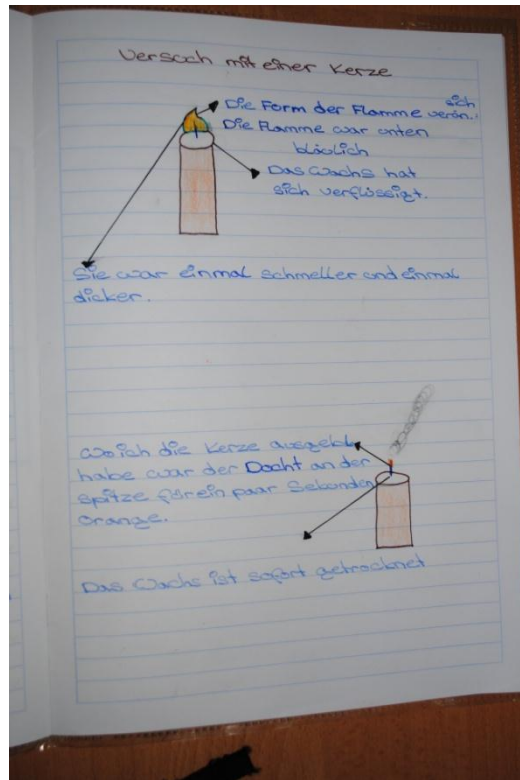 Versuch mit einer Kerze
Die Form der Flamme verän. sich
Die Flamme war unten
bläulich
Das Wachs hat
sich verflüssigt.
Sie war einmal schmeller und einmal
dicker.
Wo ich die Kerze ausgebl.
habe war der Docht an der
spitze für ein paar Sekunden
orange.
Das Wachs ist sofort getrocknet